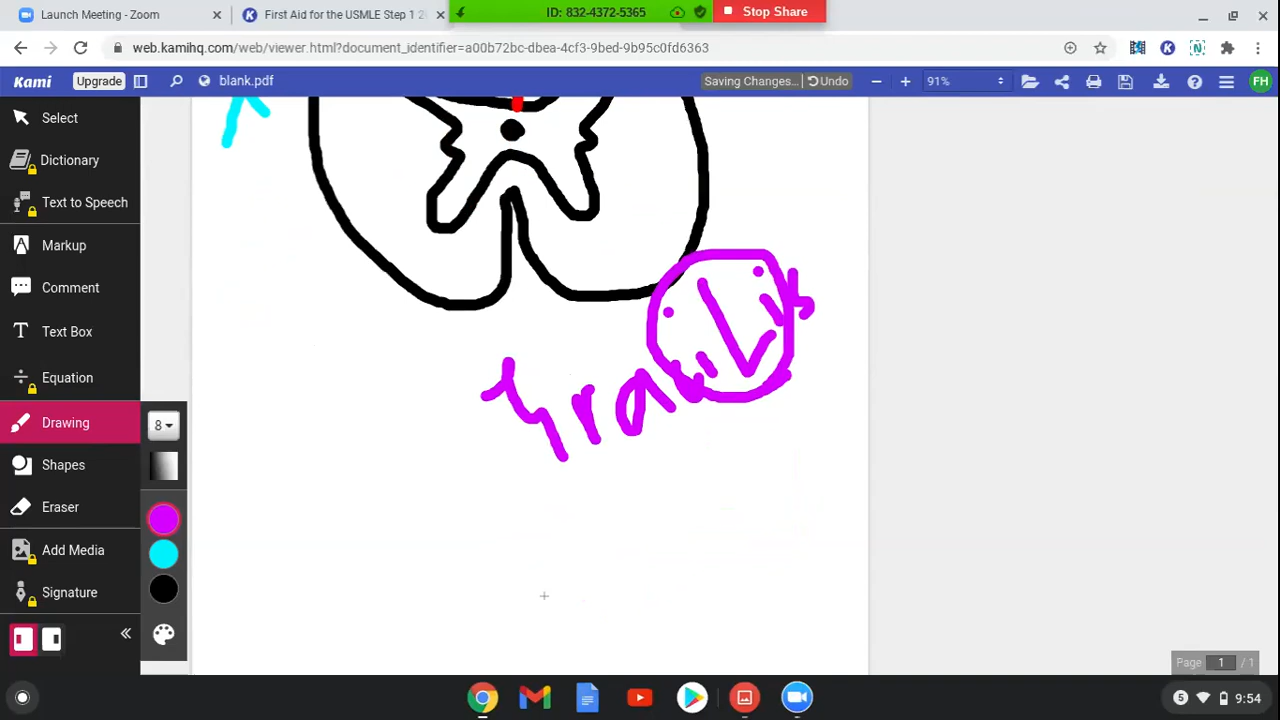 Launch Meeting - Zoom
First Aid for the USMLE Step 1 2
ID: 832-4372-5365
Stop Share
web.kamihq.com/web/viewer.html?document_identifier=a00b72bc-dbea-4cf3-9bed-9b95c0fd6363
Kami
Upgrade
blank.pdf
Saving Changes... Undo
91%
FH
Select
Dictionary
Text to Speech
Markup
Comment
Text Box
Equation
Drawing
8
Shapes
Eraser
Add Media
Signature
Page 1 / 1
5
9:54